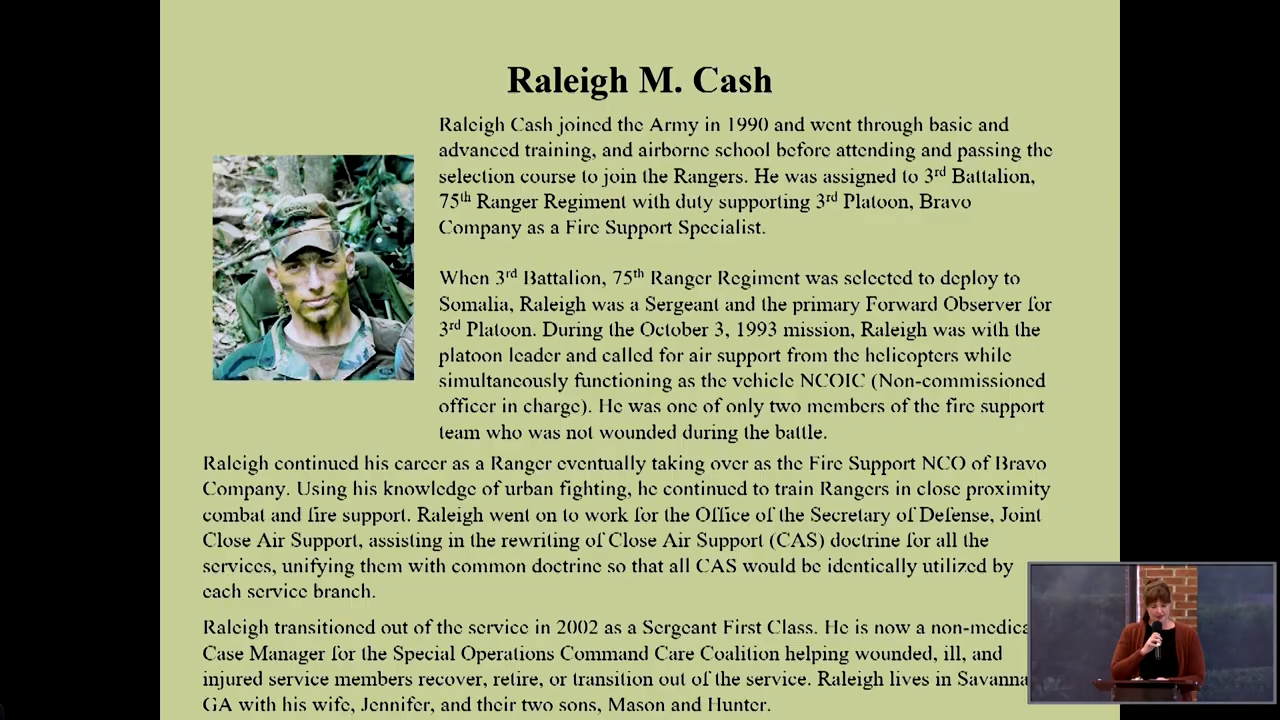 Raleigh M. Cash
Raleigh Cash joined the Army in 1990 and went through basic and
advanced training, and airborne school before attending and passing the
selection course to join the Rangers. He was assigned to 3rd Battalion,
75th Ranger Regiment with duty supporting 3rd Platoon, Bravo
Company as a Fire Support Specialist.
When 3rd Battalion, 75th Ranger Regiment was selected to deploy to
Somalia, Raleigh was a Sergeant and the primary Forward Observer for
3rd Platoon. During the October 3, 1993 mission, Raleigh was with the
platoon leader and called for air support from the helicopters while
simultaneously functioning as the vehicle NCOIC (Non-commissioned
officer in charge). He was one of only two members of the fire support
team who was not wounded during the battle.
Raleigh continued his career as a Ranger eventually taking over as the Fire Support NCO of Bravo
Company. Using his knowledge of urban fighting, he continued to train Rangers in close proximity
combat and fire support. Raleigh went on to work for the Office of the Secretary of Defense, Joint
Close Air Support, assisting in the rewriting of Close Air Support (CAS) doctrine for all the
services, unifying them with common doctrine so that all CAS would be identically utilized by
each service branch.
Raleigh transitioned out of the service in 2002 as a Sergeant First Class. He is now a non-medica
Case Manager for the Special Operations Command Care Coalition helping wounded, ill, and
injured service members recover, retire, or transition out of the service. Raleigh lives in Savanna
GA with his wife, Jennifer, and their two sons, Mason and Hunter.